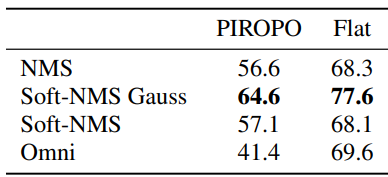 PIROPO Flat
NMS 56.6 68.3
Soft-NMS Gauss 64.6 77.6
Soft-NMS 57.1 68.1
Omni 41.4 69.6